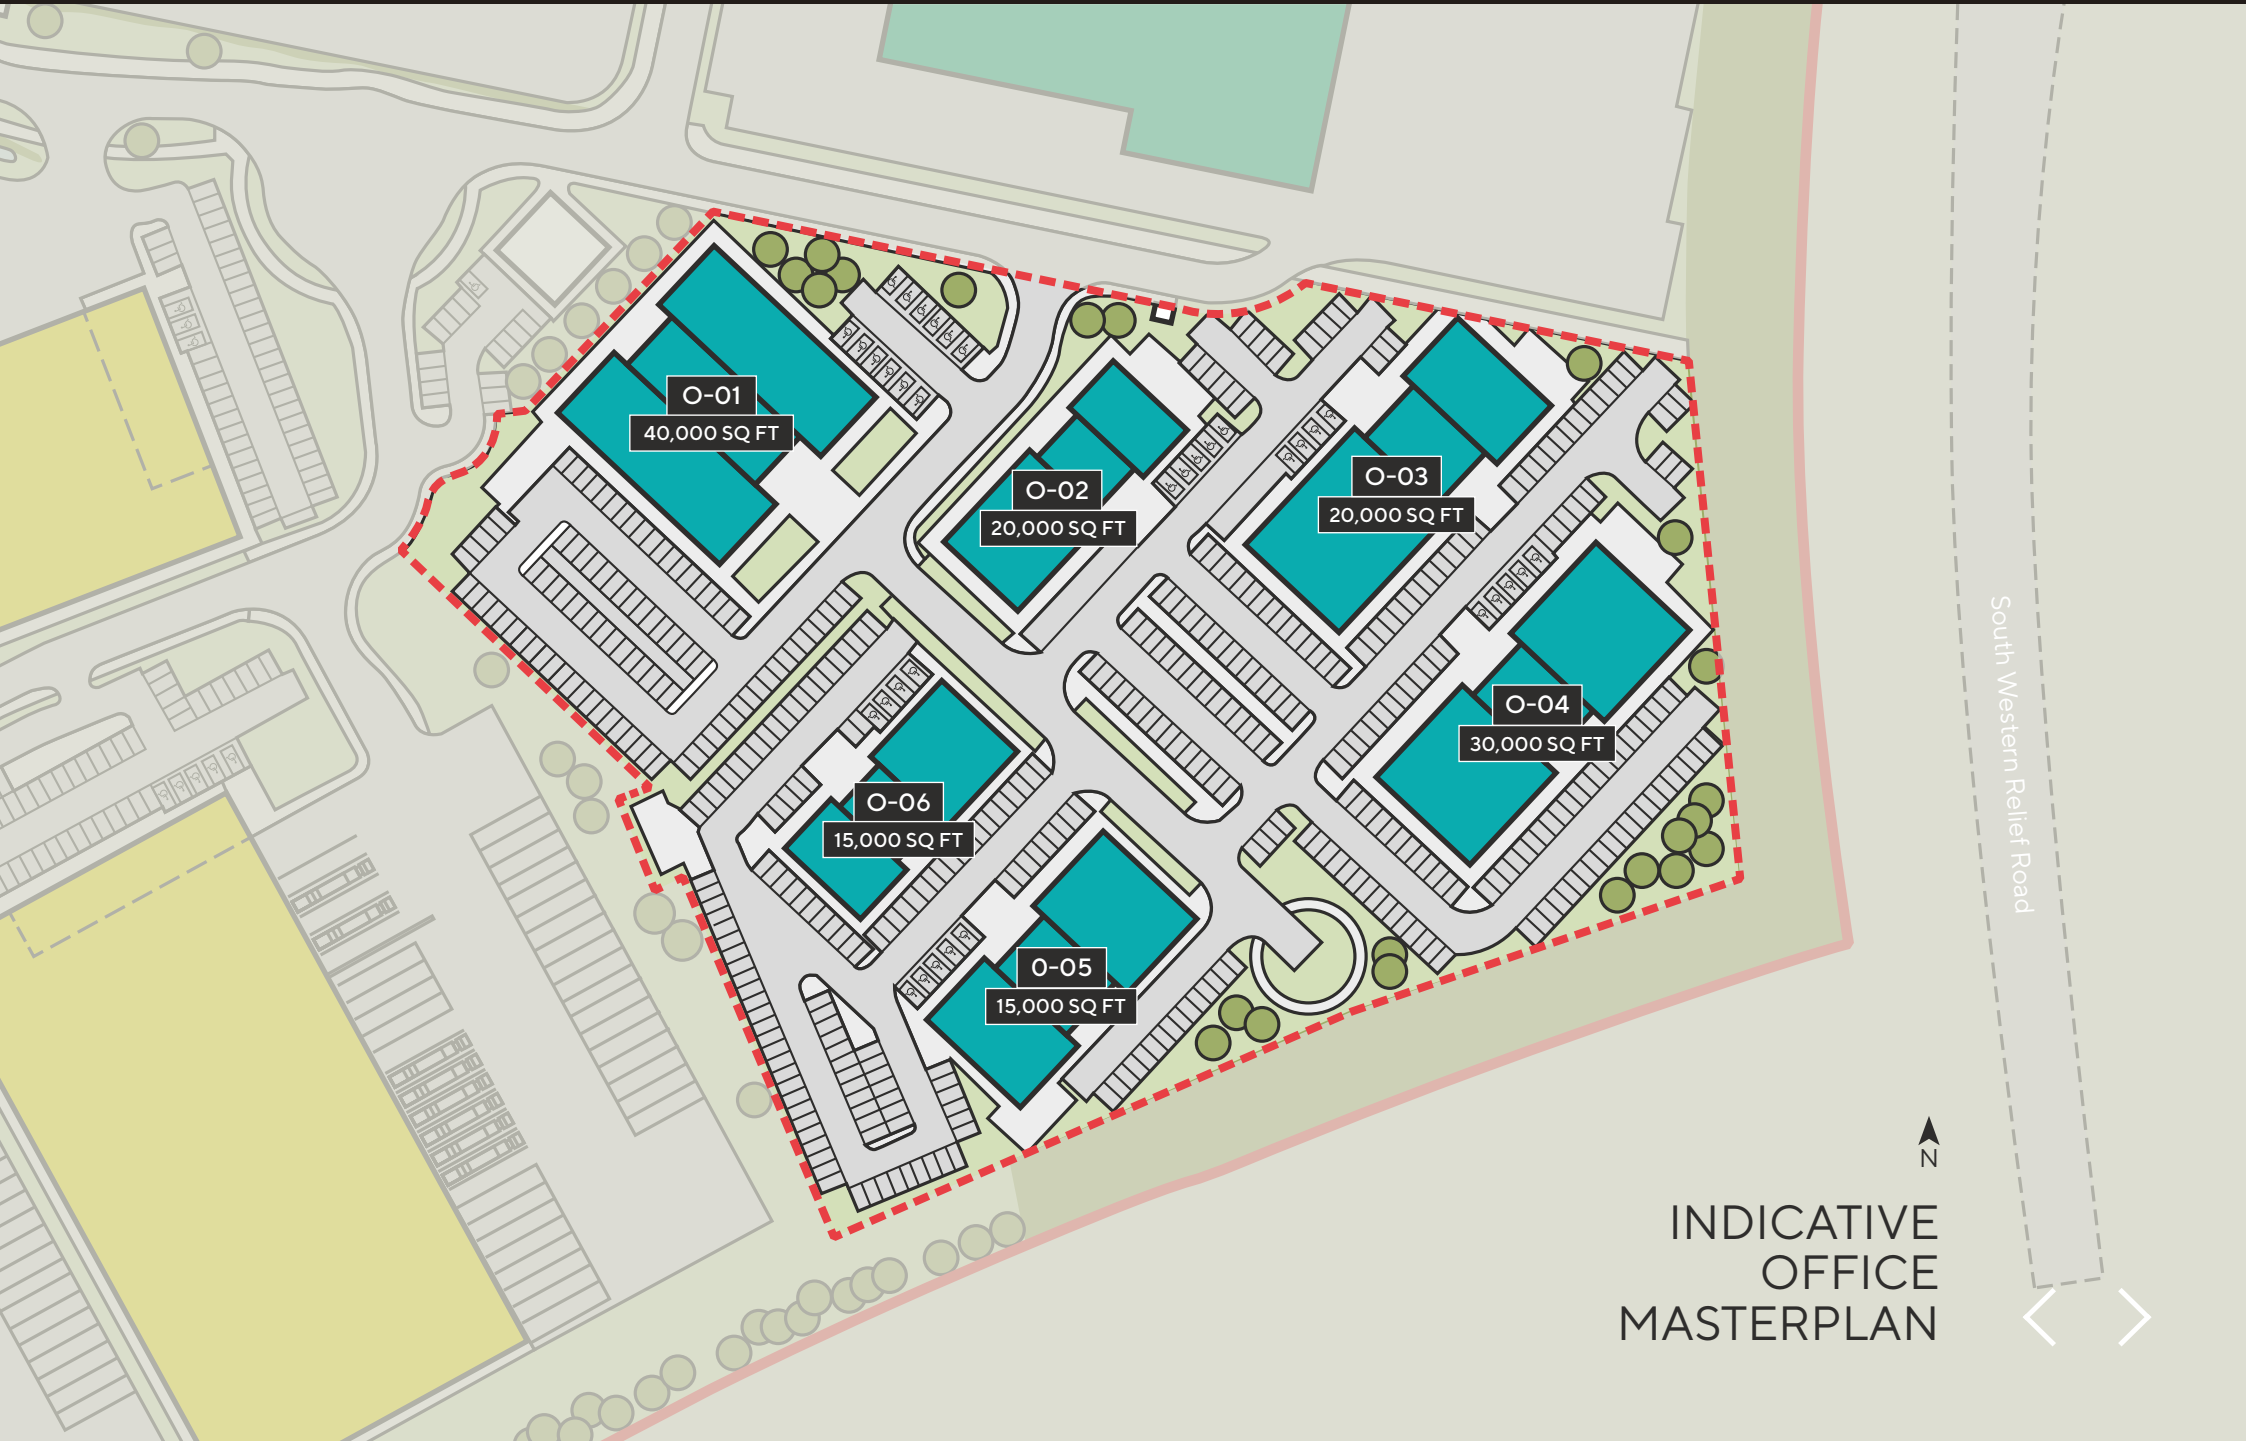 O-01
40,000 SQ FT
O-02
20,000 SQ FT
O-03
20,000 SQ FT
O-04
30,000 SQ FT
O-06
15,000 SQ FT
0-05
15,000 SQ FT
South Western Relief Road
N
INDICATIVE
OFFICE
MASTERPLAN